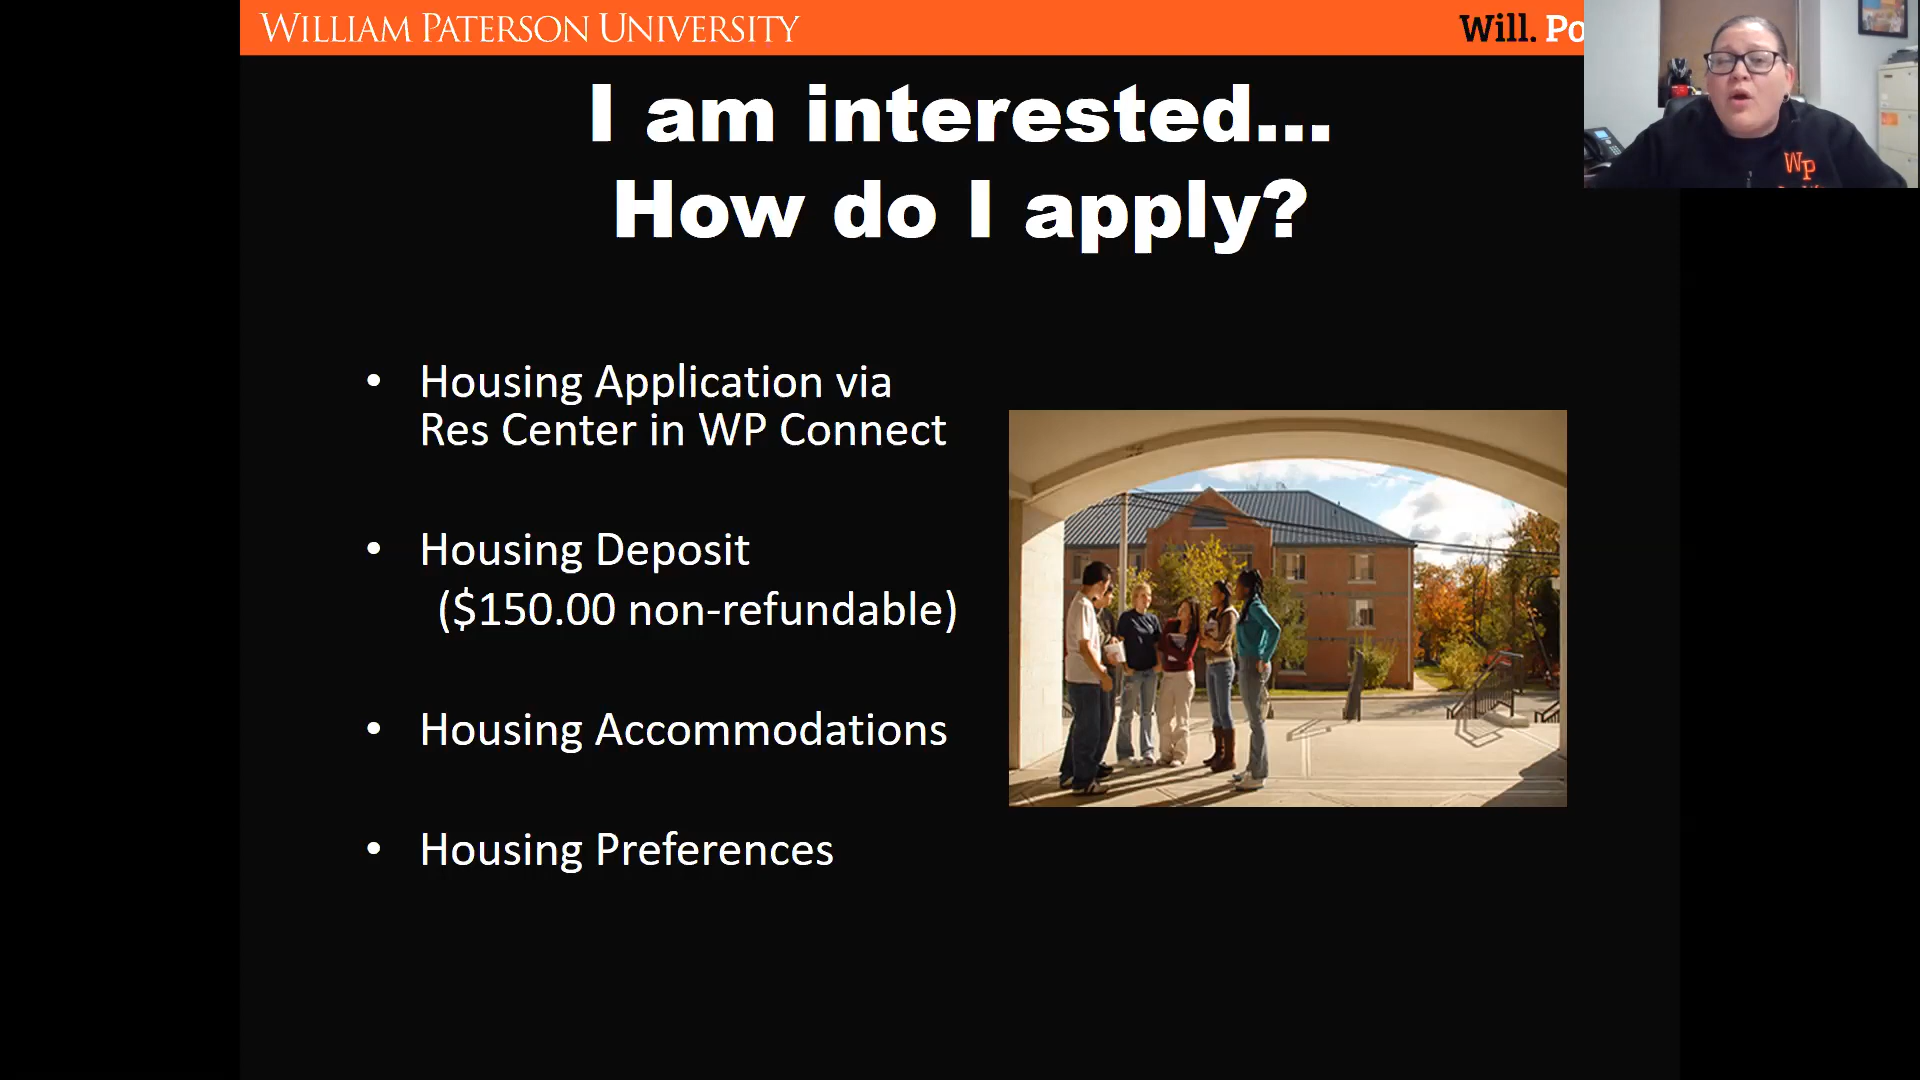 WILLIAM PATERSON UNIVERSITY
Will. Po
WP
I am interested...
How do I apply?
• Housing Application via
Res Center in WP Connect
• Housing Deposit
($150.00 non-refundable)
• Housing Accommodations
• Housing Preferences